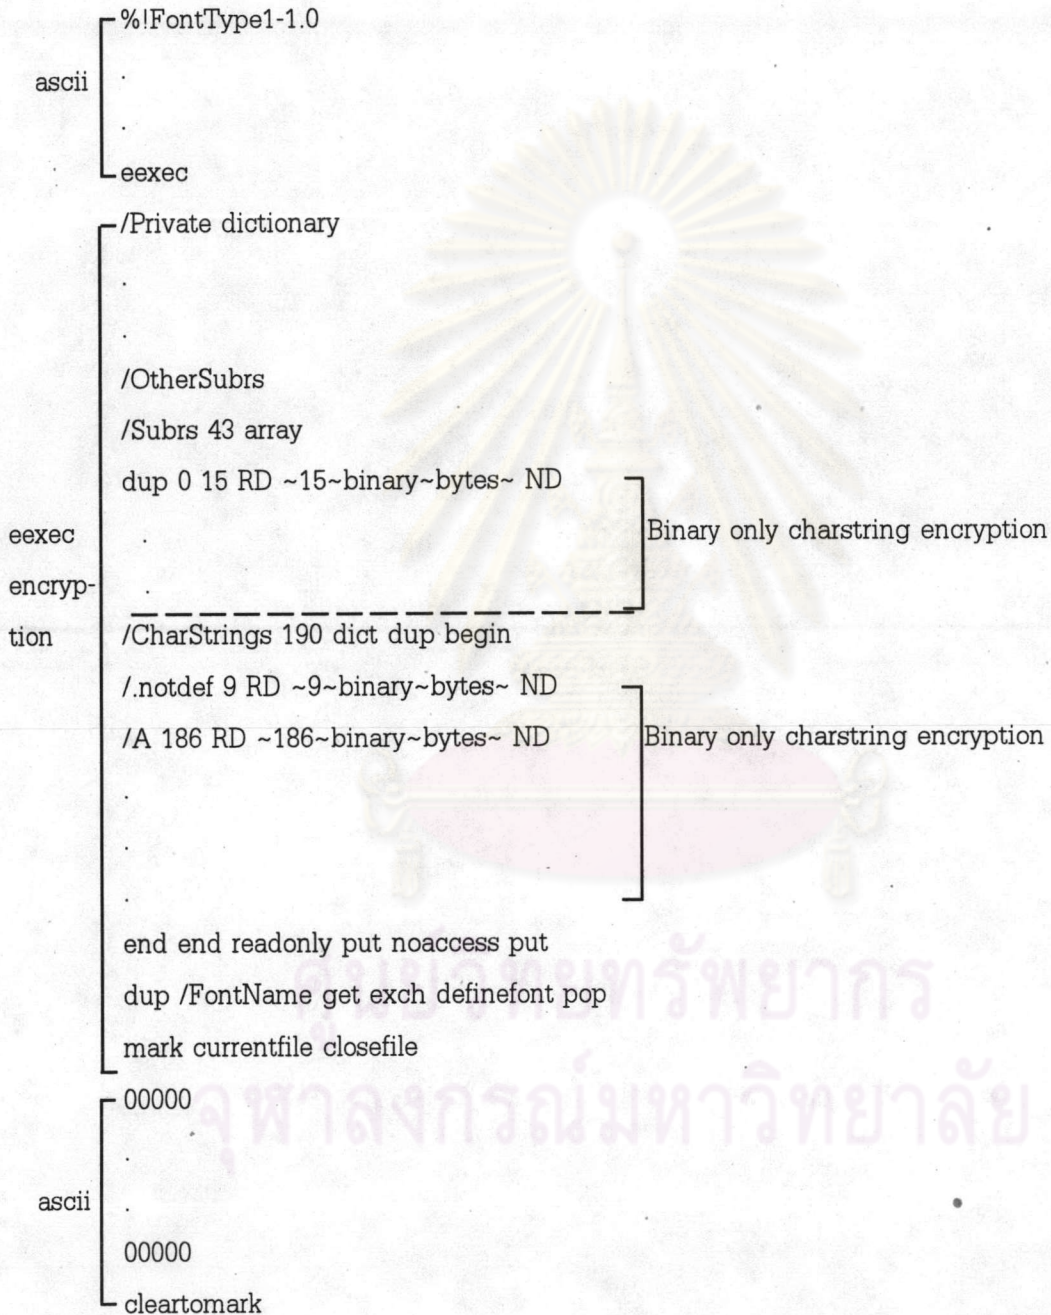 %!FontType1-1.0
ascii
.
.
eexec
/Private dictionary
.
.
/OtherSubrs
/Subrs 43 array
dup 0 15 RD ~15~binary~bytes~ ND
eexec
.
Binary only charstring encryption
encryp-
.
tion
/CharStrings 190 dict dup begin
/.notdef 9 RD ~9~binary~bytes~ ND
/A 186 RD ~186~binary~bytes~ ND
Binary only charstring encryption
.
.
.
end end readonly put noaccess put
dup /FontName get exch definefont pop
mark currentfile closefile
00000
.
ascii
.
00000
cleartomark
ศูนย์วิทยทรัพยากร
จุฬาลงกรณ์มหาวิทยาลัย